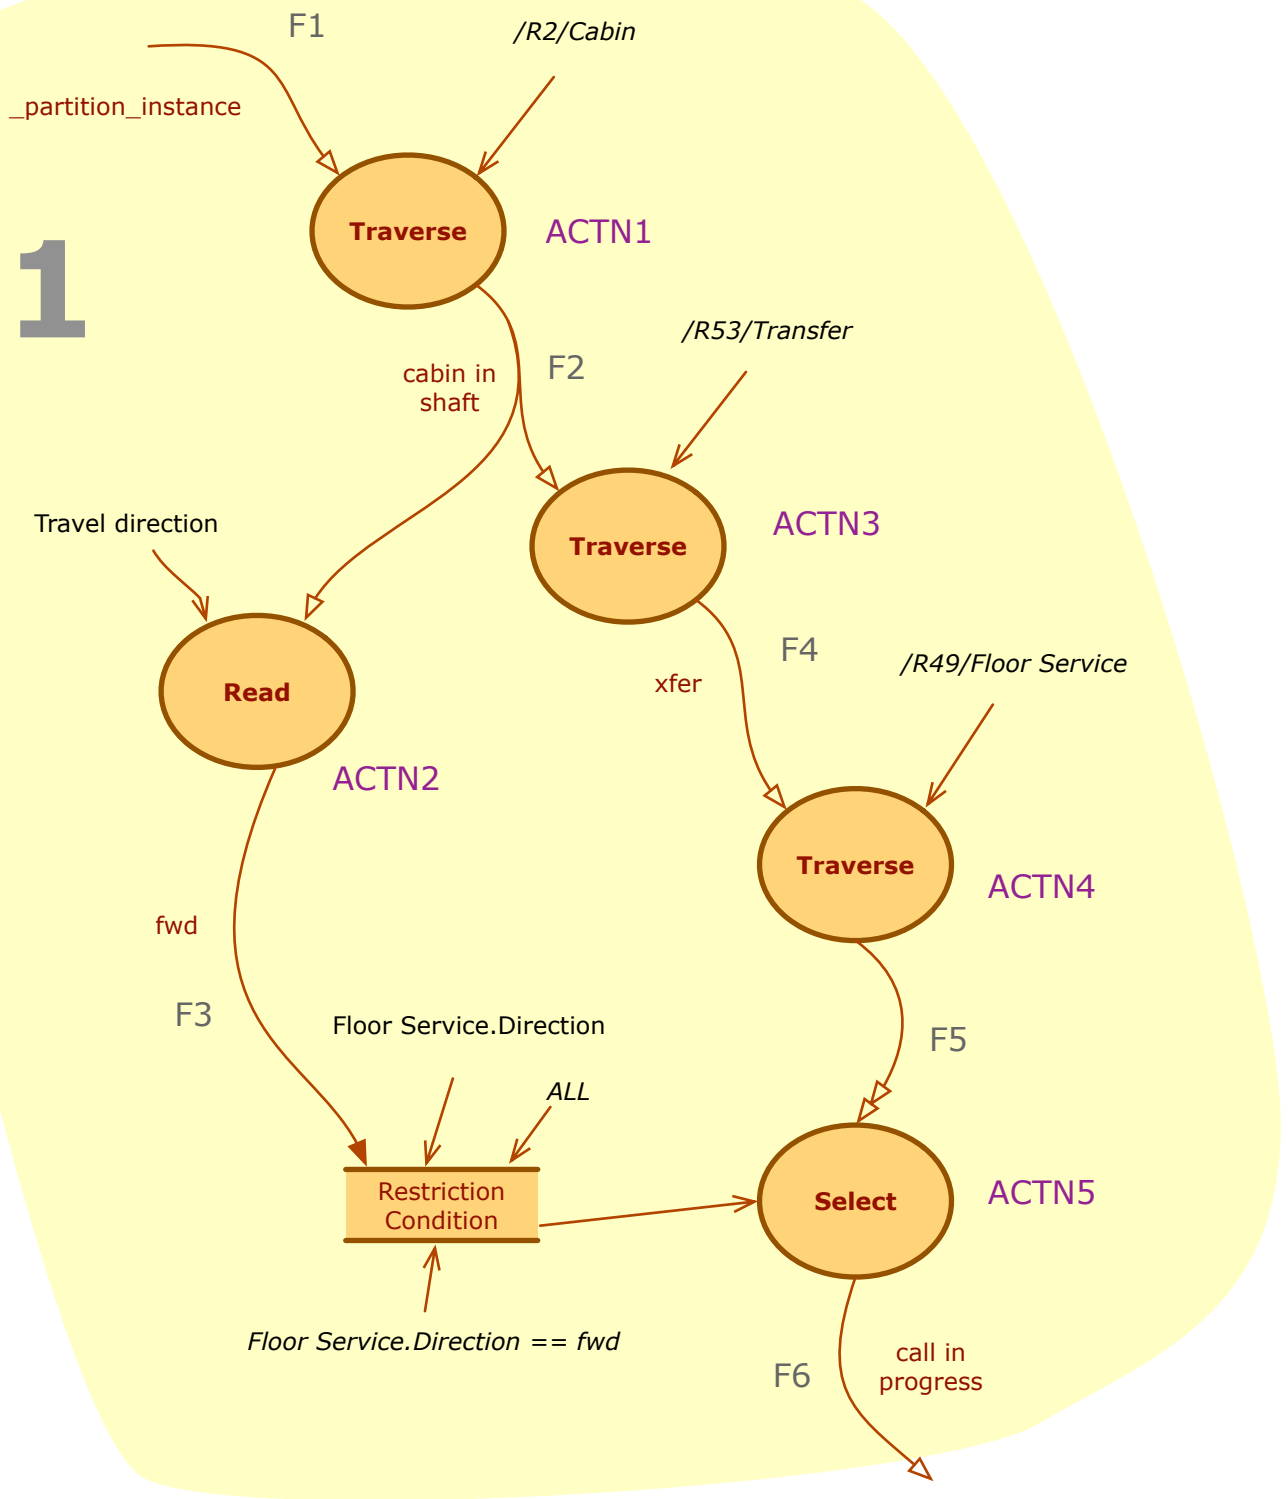 F1
/R2/Cabin
_partition_instance
Traverse
ACTN1
1
/R53/Transfer
F2
cabin in
shaft
Travel direction
ACTN3
Traverse
F4
/R49/Floor Service
xfer
Read
ACTN2
Traverse
ACTN4
fwd
F3
Floor Service.Direction
F5
ALL
Restriction
Condition
Select
ACTN5
Floor Service.Direction == fwd
F6
call in
progress